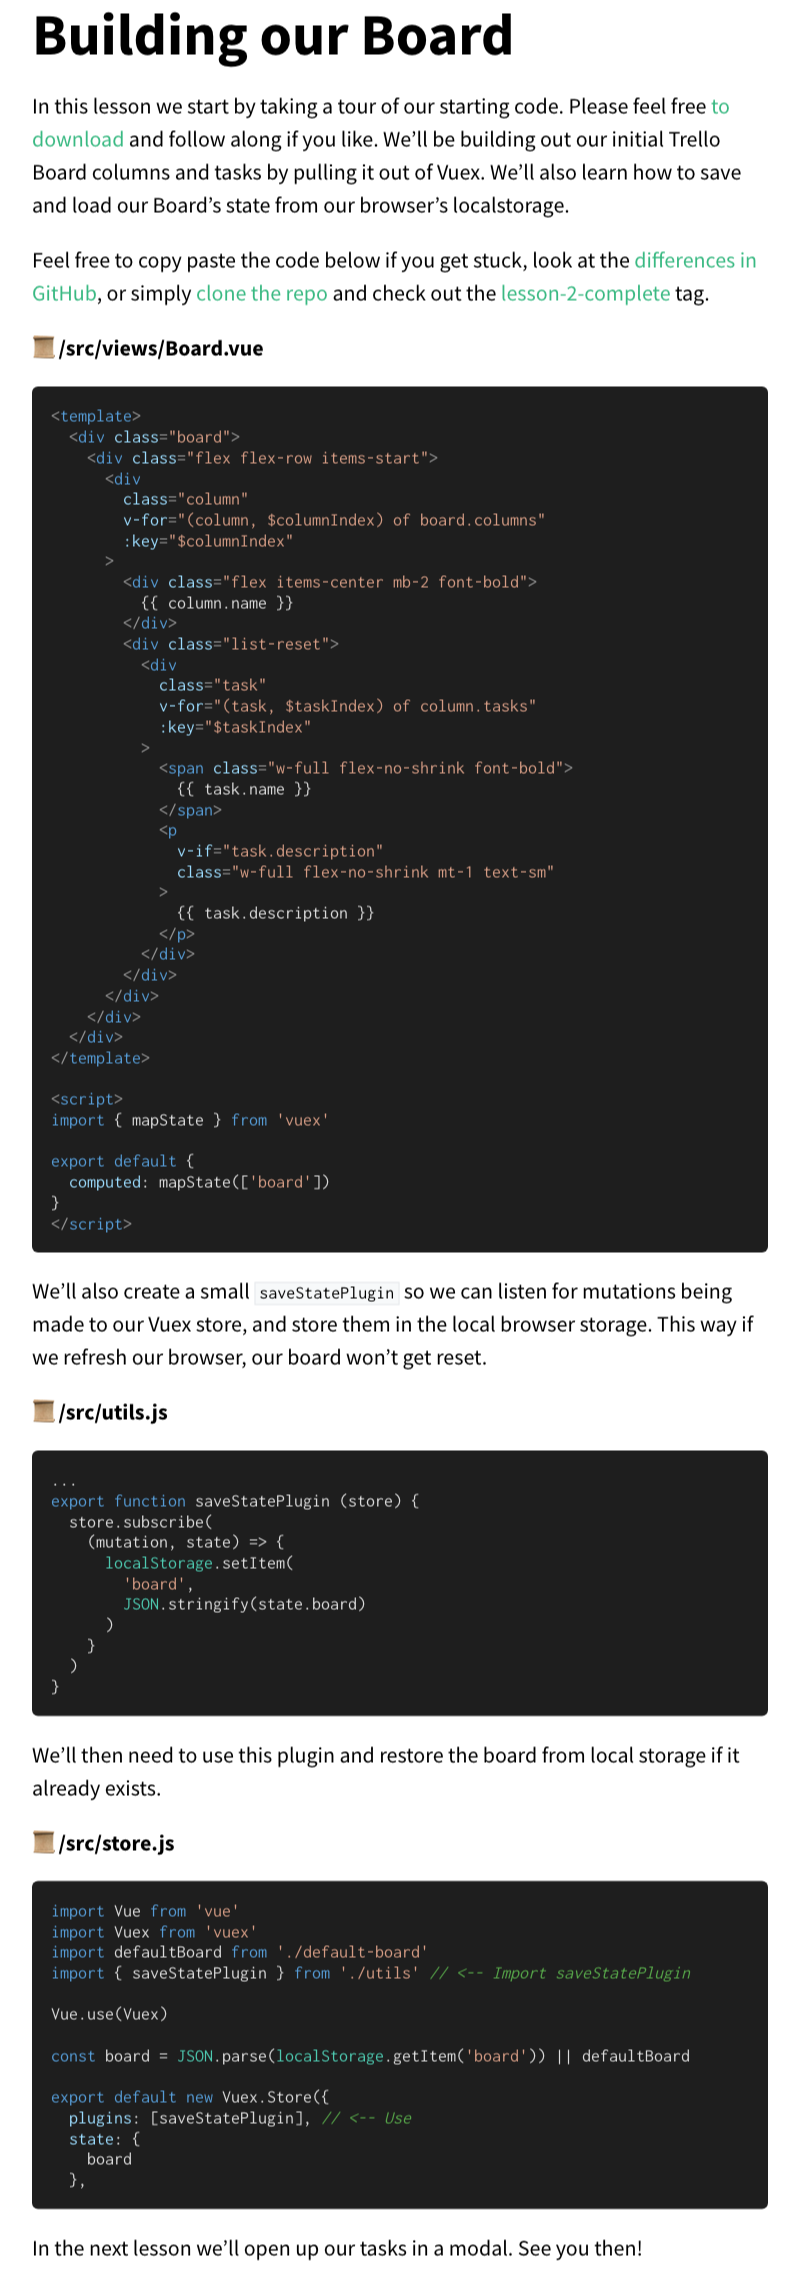 Building our Board
In this lesson we start by taking a tour of our starting code. Please feel free to
download and follow along if you like. We’ll be building out our initial Trello
Board columns and tasks by pulling it out of Vuex. We’ll also learn how to save
and load our Board’s state from our browser’s localstorage.
Feel free to copy paste the code below if you get stuck, look at the differences in
GitHub, or simply clone the repo and check out the lesson-2-complete tag.
/src/views/Board.vue
<template>
  <div class="board">
    <div class="flex flex-row items-start">
      <div
        class="column"
        v-for="(column, $columnIndex) of board.columns"
        :key="$columnIndex"
      >
        <div class="flex items-center mb-2 font-bold">
          {{ column.name }}
        </div>
        <div class="list-reset">
          <div
            class="task"
            v-for="(task, $taskIndex) of column.tasks"
            :key="$taskIndex"
          >
            <span class="w-full flex-no-shrink font-bold">
              {{ task.name }}
            </span>
            <p
              v-if="task.description"
              class="w-full flex-no-shrink mt-1 text-sm"
            >
              {{ task.description }}
            </p>
          </div>
        </div>
      </div>
    </div>
  </div>
</template>
<script>
import { mapState } from 'vuex'
export default {
  computed: mapState(['board'])
}
</script>
We’ll also create a small saveStatePlugin so we can listen for mutations being
made to our Vuex store, and store them in the local browser storage. This way if
we refresh our browser, our board won’t get reset.
/src/utils.js
...
export function saveStatePlugin (store) {
  store.subscribe(
    (mutation, state) => {
      localStorage.setItem(
        'board',
        JSON.stringify(state.board)
      )
    }
  )
}
We’ll then need to use this plugin and restore the board from local storage if it
already exists.
/src/store.js
import Vue from 'vue'
import Vuex from 'vuex'
import defaultBoard from './default-board'
import { saveStatePlugin } from './utils' // <-- Import saveStatePlugin
Vue.use(Vuex)
const board = JSON.parse(localStorage.getItem('board')) || defaultBoard
export default new Vuex.Store({
  plugins: [saveStatePlugin], // <-- Use
  state: {
    board
  },
In the next lesson we’ll open up our tasks in a modal. See you then!